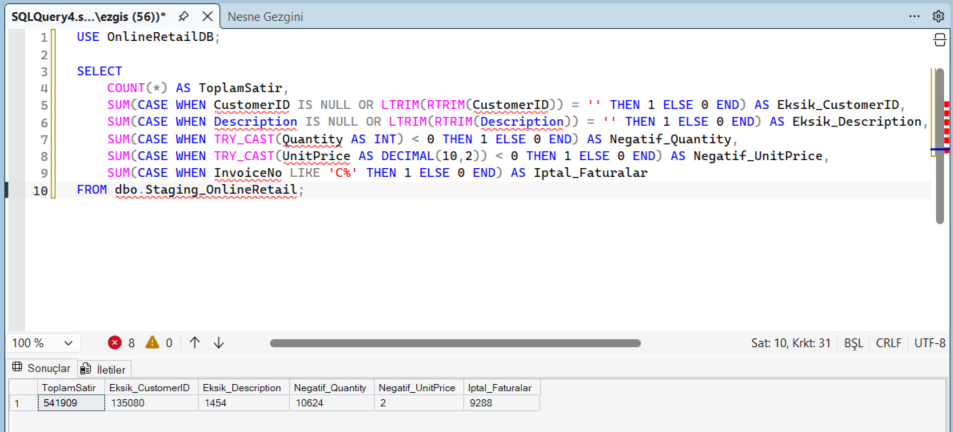 SQLQuery4.s...\ezgis (56))* Nesne Gezgini
1 USE OnlineRetailDB;
2
3 SELECT
4 COUNT(*) AS ToplamSatir,
5 SUM(CASE WHEN CustomerID IS NULL OR LTRIM(RTRIM(CustomerID)) = '' THEN 1 ELSE 0 END) AS Eksik_CustomerID,
6 SUM(CASE WHEN Description IS NULL OR LTRIM(RTRIM(Description)) = '' THEN 1 ELSE 0 END) AS Eksik_Description,
7 SUM(CASE WHEN TRY_CAST(Quantity AS INT) < 0 THEN 1 ELSE 0 END) AS Negatif_Quantity,
8 SUM(CASE WHEN TRY_CAST(UnitPrice AS DECIMAL(10,2)) < 0 THEN 1 ELSE 0 END) AS Negatif_UnitPrice,
9 SUM(CASE WHEN InvoiceNo LIKE 'C%' THEN 1 ELSE 0 END) AS Iptal_Faturalar
10 FROM dbo.Staging_OnlineRetail;
100 % 8 0 Sat: 10, Krkt: 31 BŞL CRLF UTF-8
Sonuçlar İletiler
ToplamSatir Eksik_CustomerID Eksik_Description Negatif_Quantity Negatif_UnitPrice Iptal_Faturalar
1 541909 135080 1454 10624 2 9288